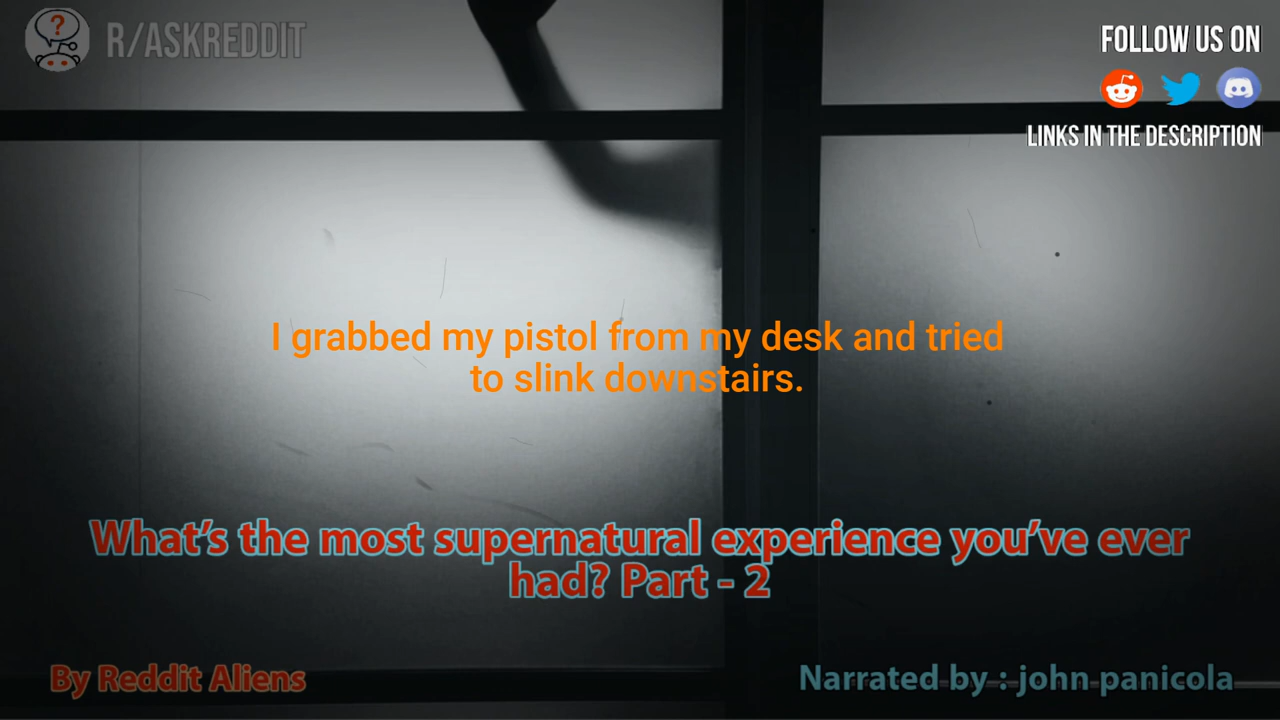 R/ASKREDDIT
FOLLOW US ON
LINKS IN THE DESCRIPTION
I grabbed my pistol from my desk and tried
to slink downstairs.
What's the most supernatural experience you've ever
had? Part - 2
By Reddit Aliens
Narrated by : john panicola